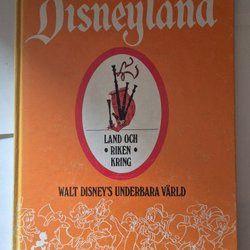 Disneyland
LAND OCH
• RIKEN •
KRING
WALT DISNEY'S UNDERBARA VÄRLD